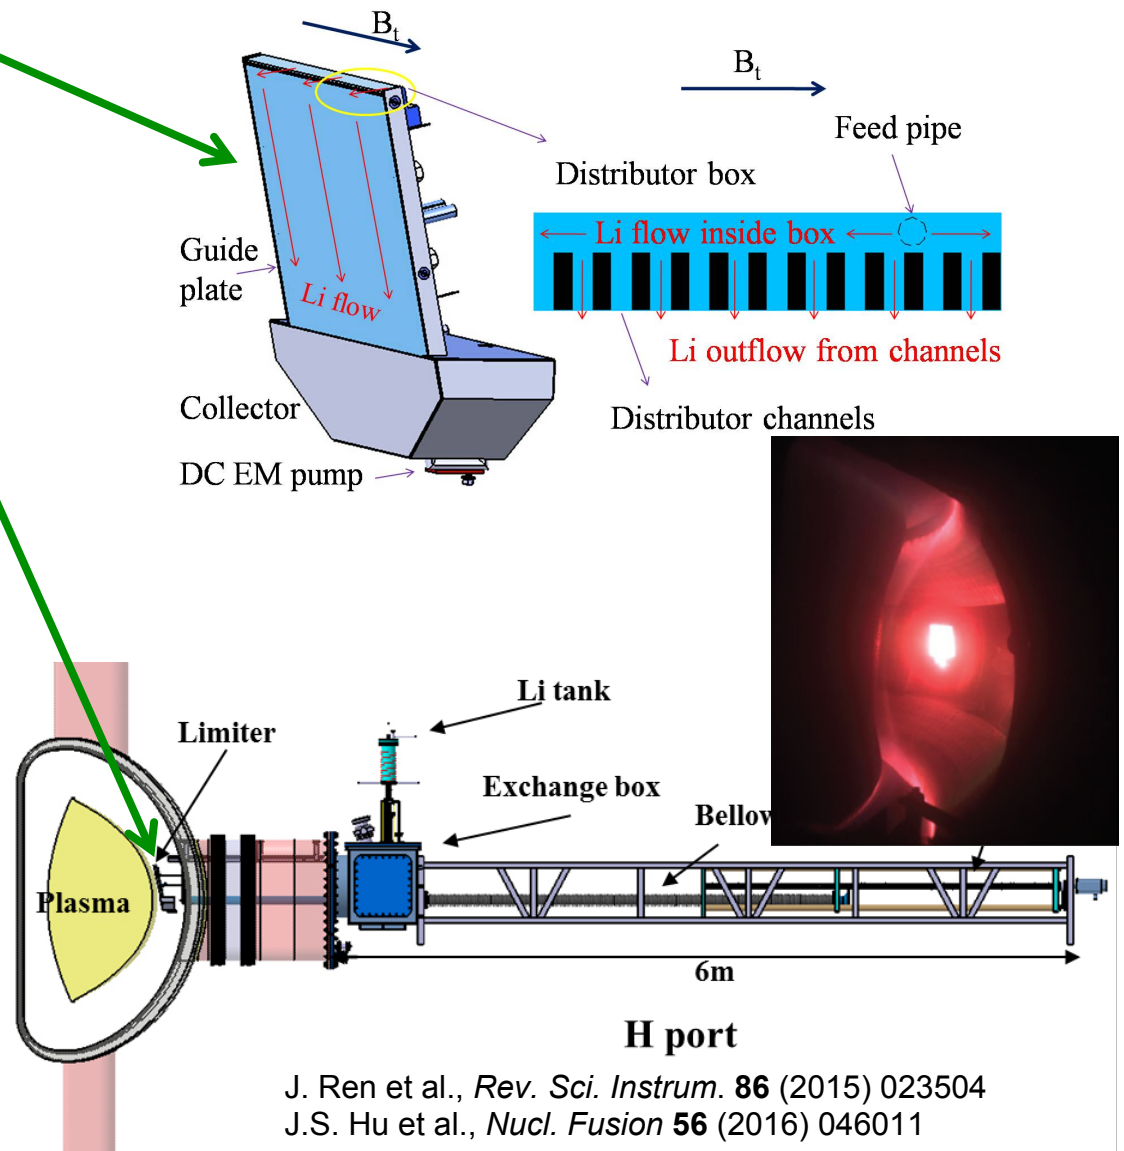 Bt
Bt
Feed pipe
Distributor box
Li flow inside box
Guide
plate
Li flow
Li outflow from channels
Collector
Distributor channels
DC EM pump
Li tank
Limiter
Exchange box
Bellow
Plasma
6m
H port
J. Ren et al., Rev. Sci. Instrum. 86 (2015) 023504
J.S. Hu et al., Nucl. Fusion 56 (2016) 046011